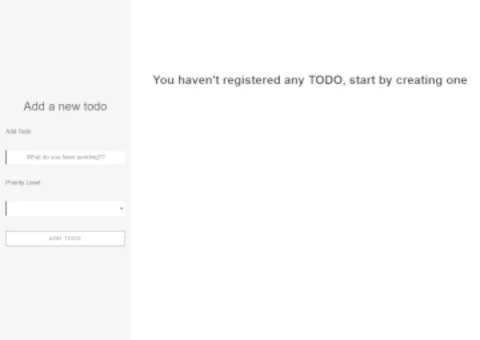 You haven't registered any TODO, start by creating one
Add a new todo
Add Todo
What do you have pending??
Priority Level
ADD TODO